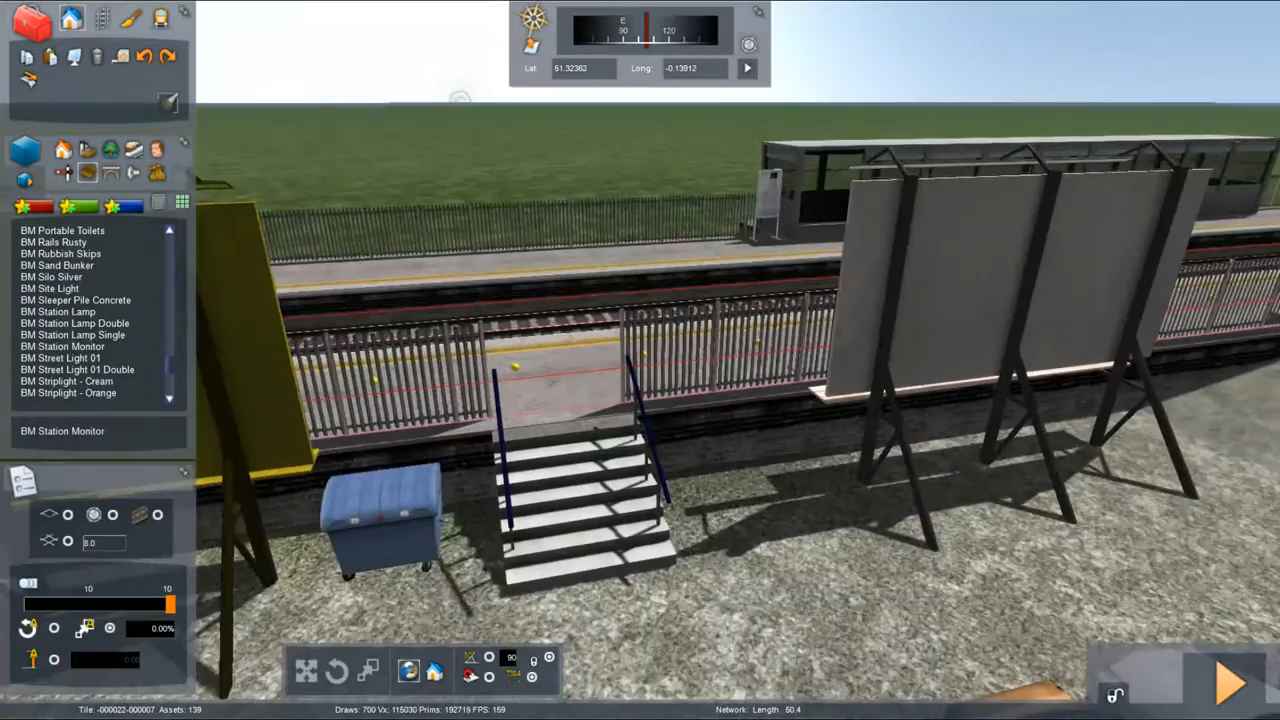 E
90 120
Lat: 51.32362 Long: -0.13912
BM Portable Toilets
BM Rails Rusty
BM Rubbish Skips
BM Sand Bunker
BM Silo Silver
BM Site Light
BM Sleeper Pile Concrete
BM Station Lamp
BM Station Lamp Double
BM Station Lamp Single
BM Station Monitor
BM Street Light 01
BM Street Light 01 Double
BM Striplight - Cream
BM Striplight - Orange
BM Station Monitor
8.0
10 10
0.00%
0.00
90
Tile: -000022-000007 Assets: 139
Draws: 700 Vx: 115030 Prims: 192719 FPS: 159
Network: Length 50.4